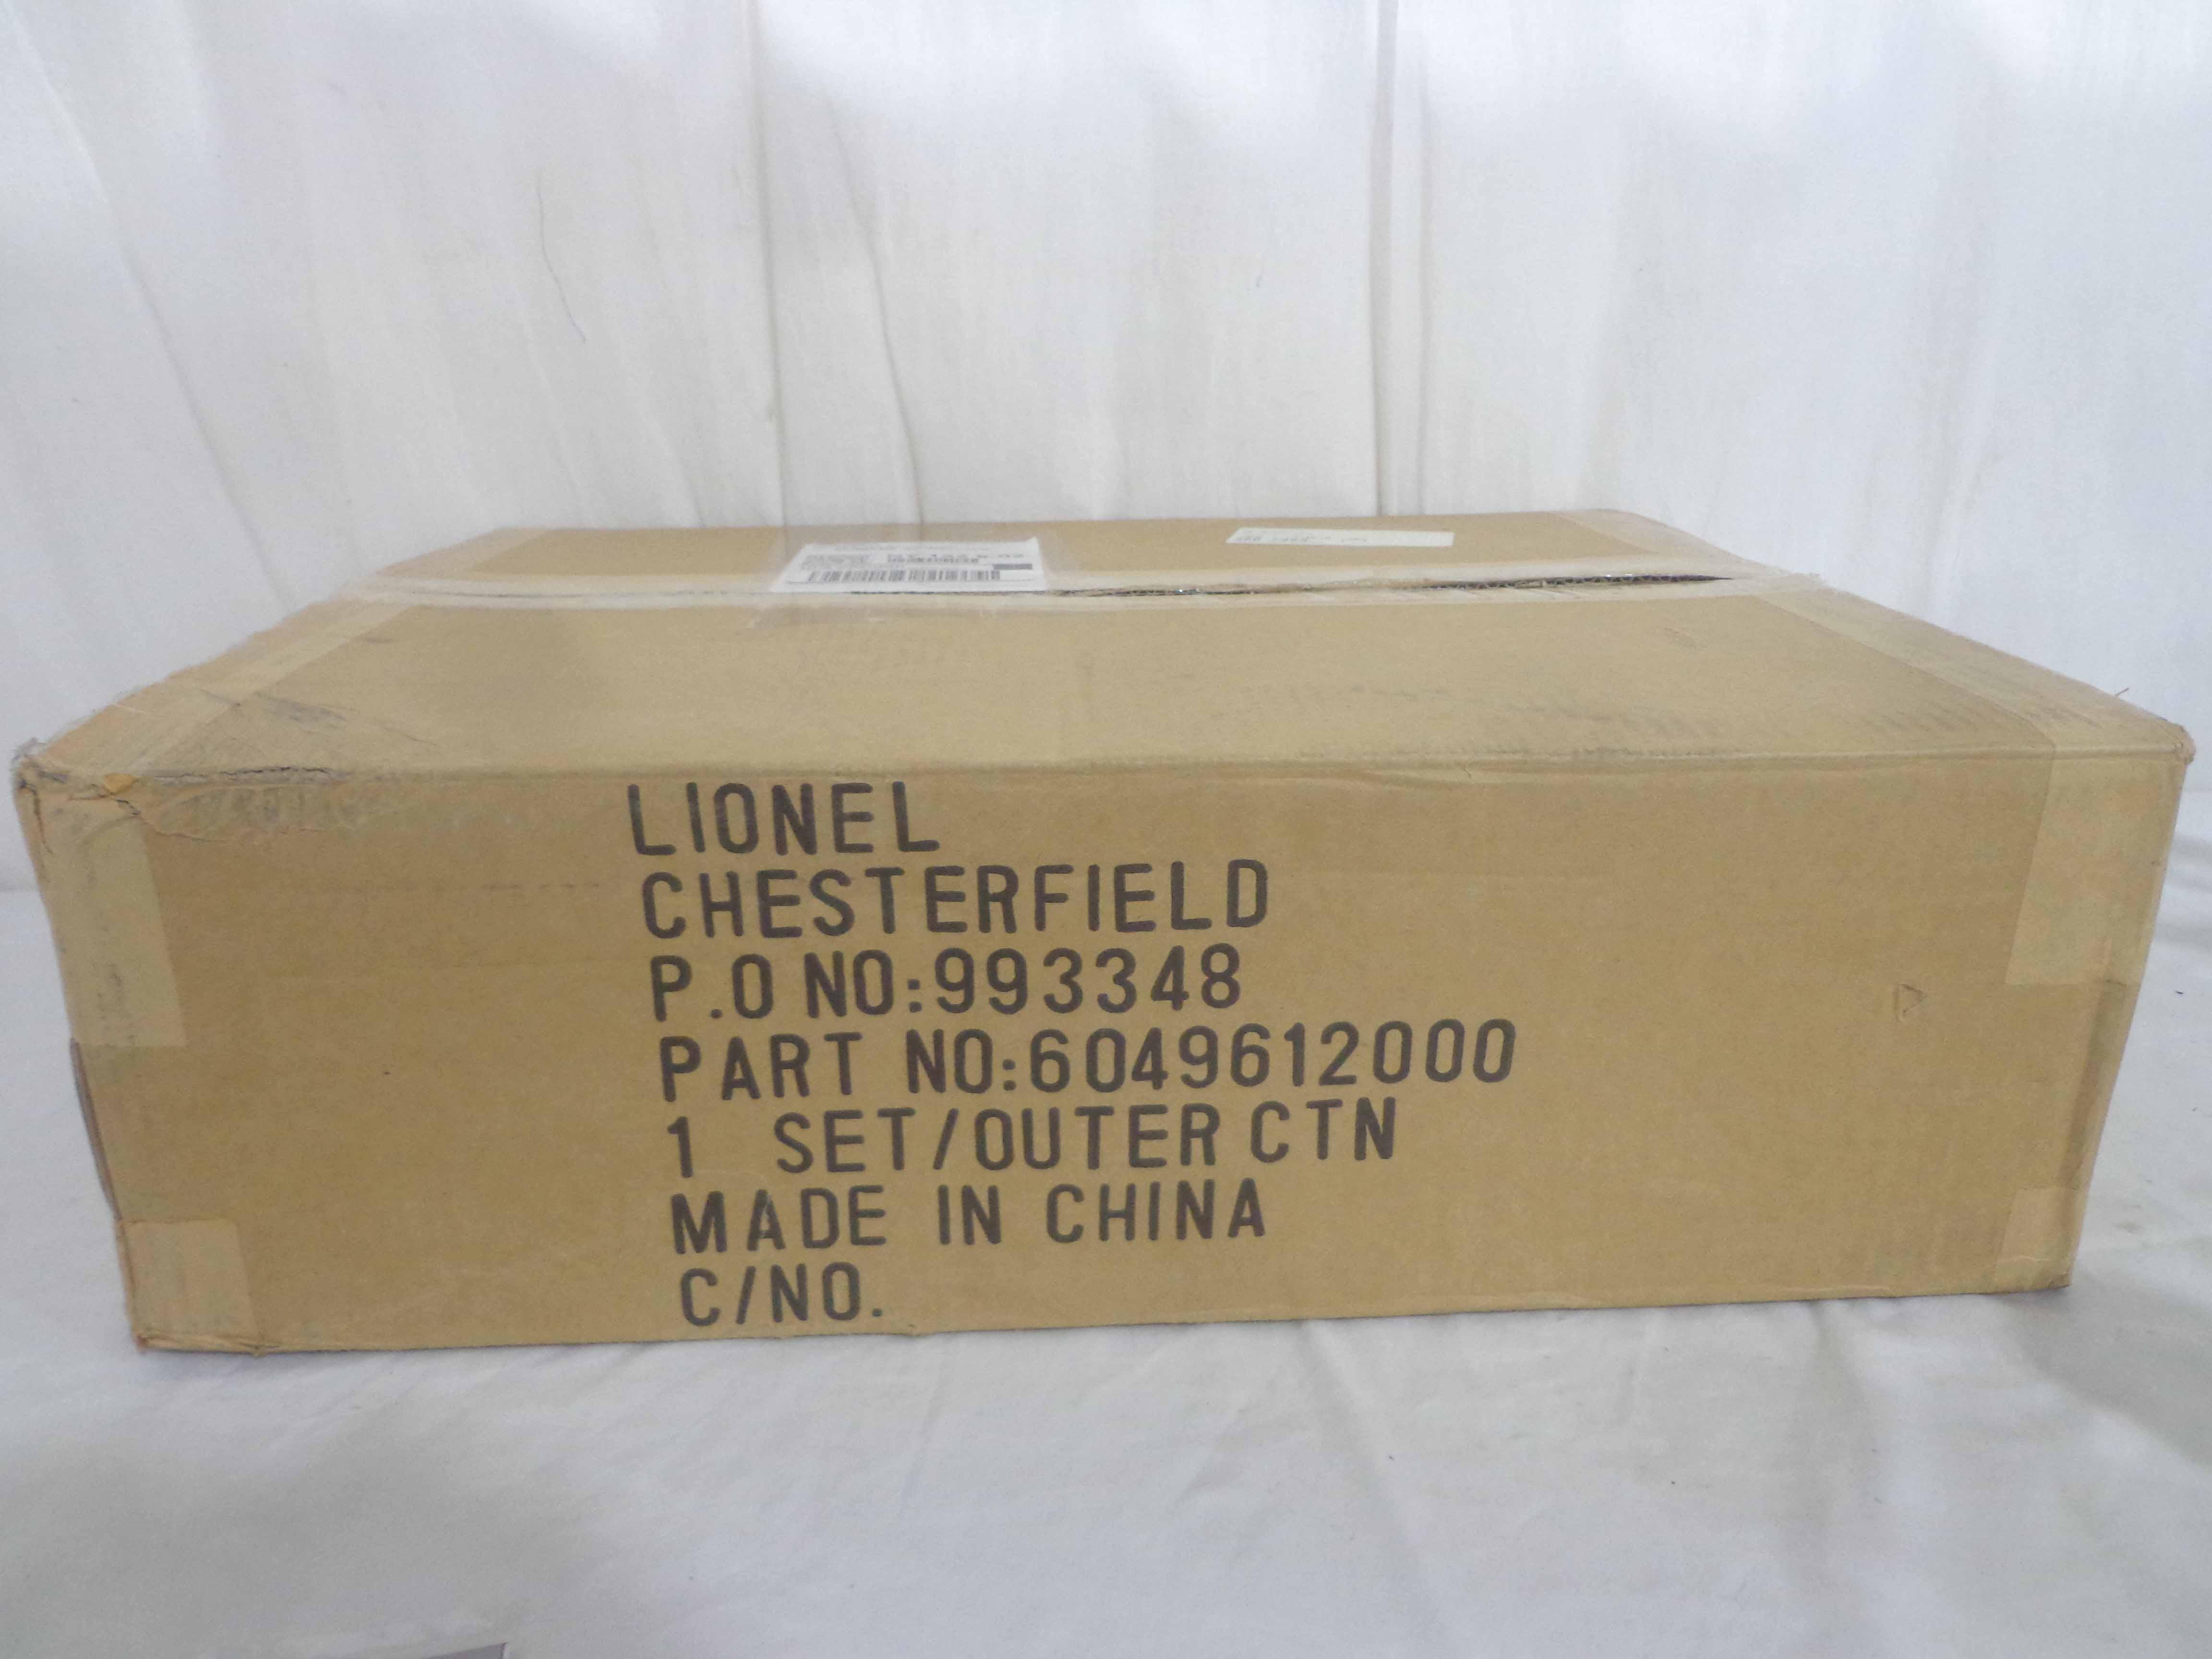 LIONEL
CHESTERFIELD
P.O NO:993348
PART NO:6049612000
1 SET/OUTER CTN
MADE IN CHINA
C/NO.